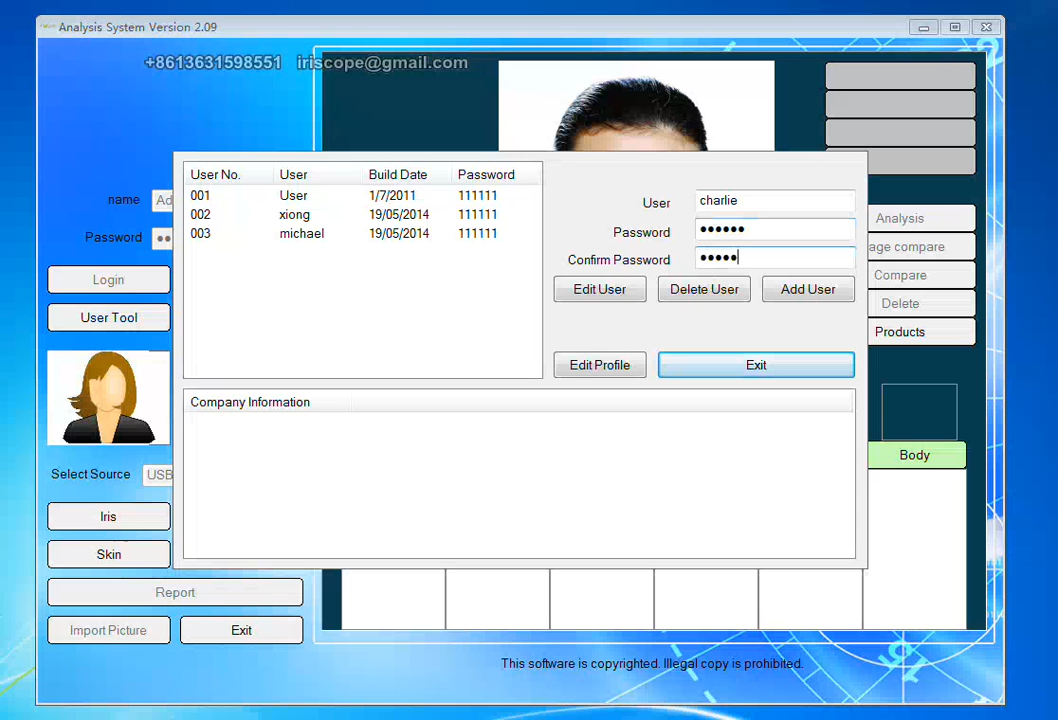 Analysis System Version 2.09
+8613631598551 iriscope@gmail.com
name Ad
Password ●●
Login
User Tool
Select Source USB
Iris
Skin
Report
Import Picture Exit
User No. User Build Date Password
001 User 1/7/2011 111111
002 xiong 19/05/2014 111111
003 michael 19/05/2014 111111
User charlie
Password ●●●●●●
Confirm Password ●●●●●
Edit User Delete User Add User
Edit Profile Exit
Company Information
Analysis
age compare
Compare
Delete
Products
Body
This software is copyrighted. Illegal copy is prohibited.